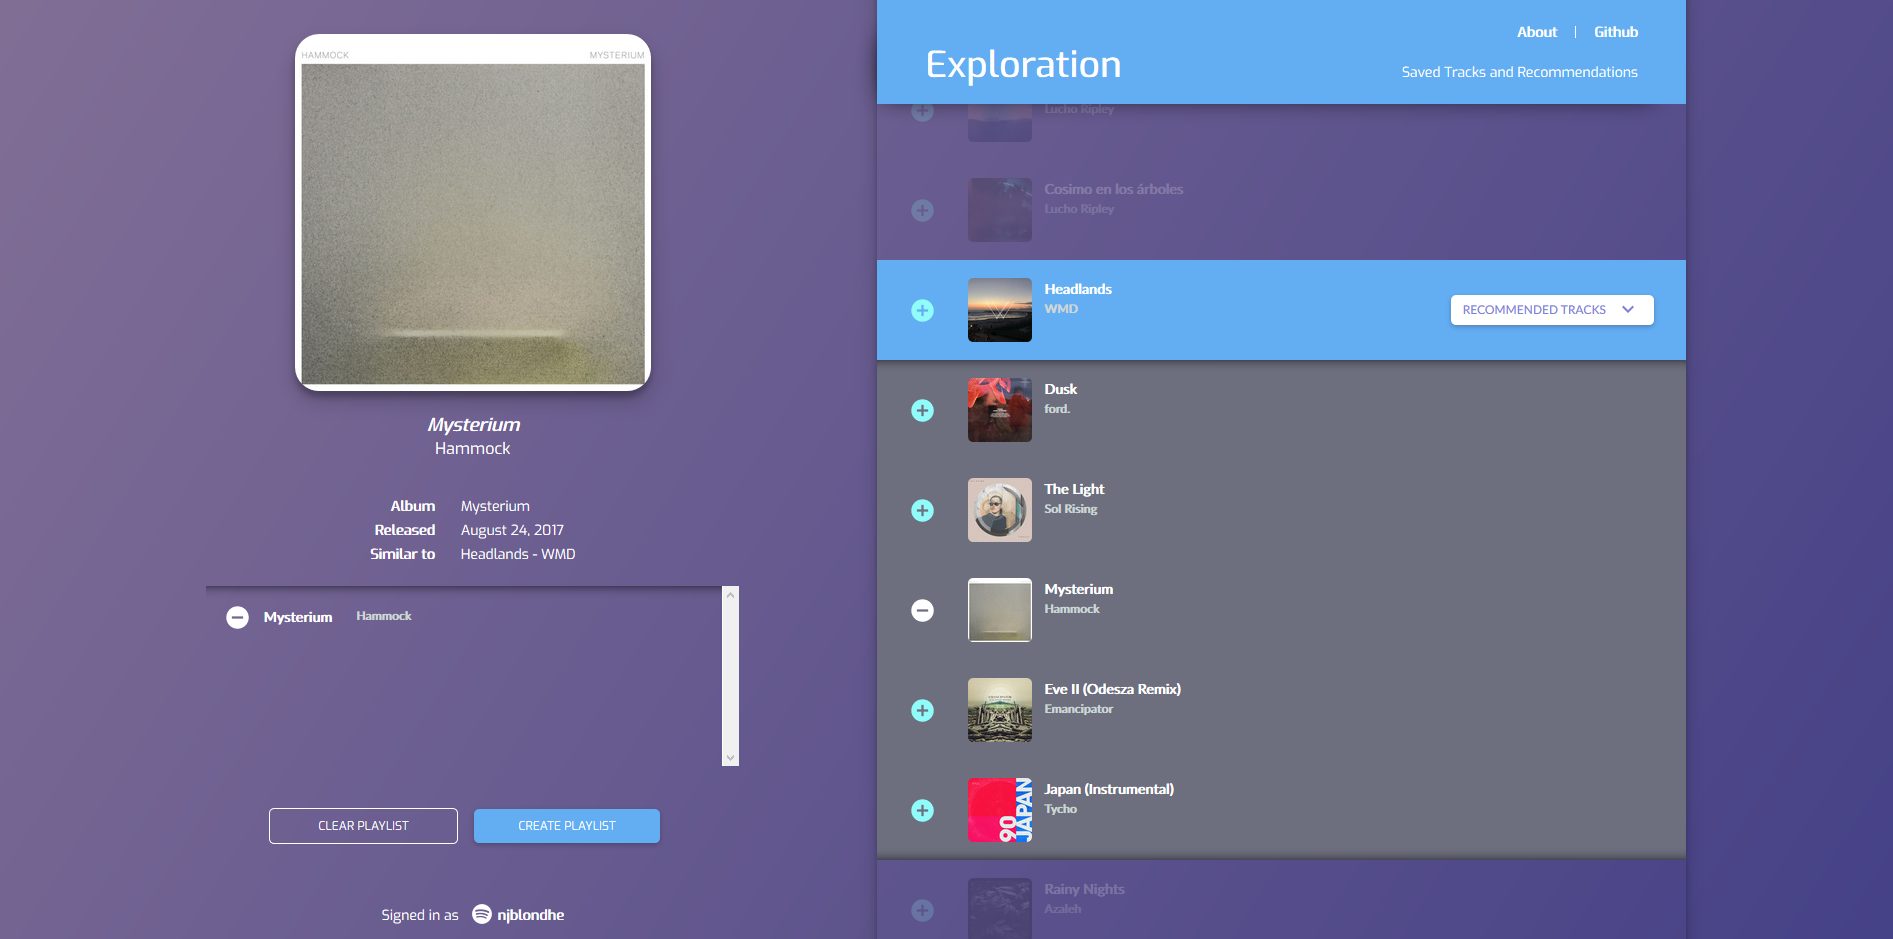 HAMMOCK MYSTERIUM
Mysterium
Hammock
Album Mysterium
Released August 24, 2017
Similar to Headlands - WMD
Mysterium Hammock
CLEAR PLAYLIST CREATE PLAYLIST
Signed in as njblondhe
About | Github
Exploration
Saved Tracks and Recommendations
Lucho Ripley
Cosimo en los árboles
Lucho Ripley
Headlands
WMD
RECOMMENDED TRACKS
Dusk
ford.
The Light
Sol Rising
Mysterium
Hammock
Eve II (Odesza Remix)
Emancipator
Japan (Instrumental)
Tycho
90
JAPAN
Rainy Nights
Azaleh